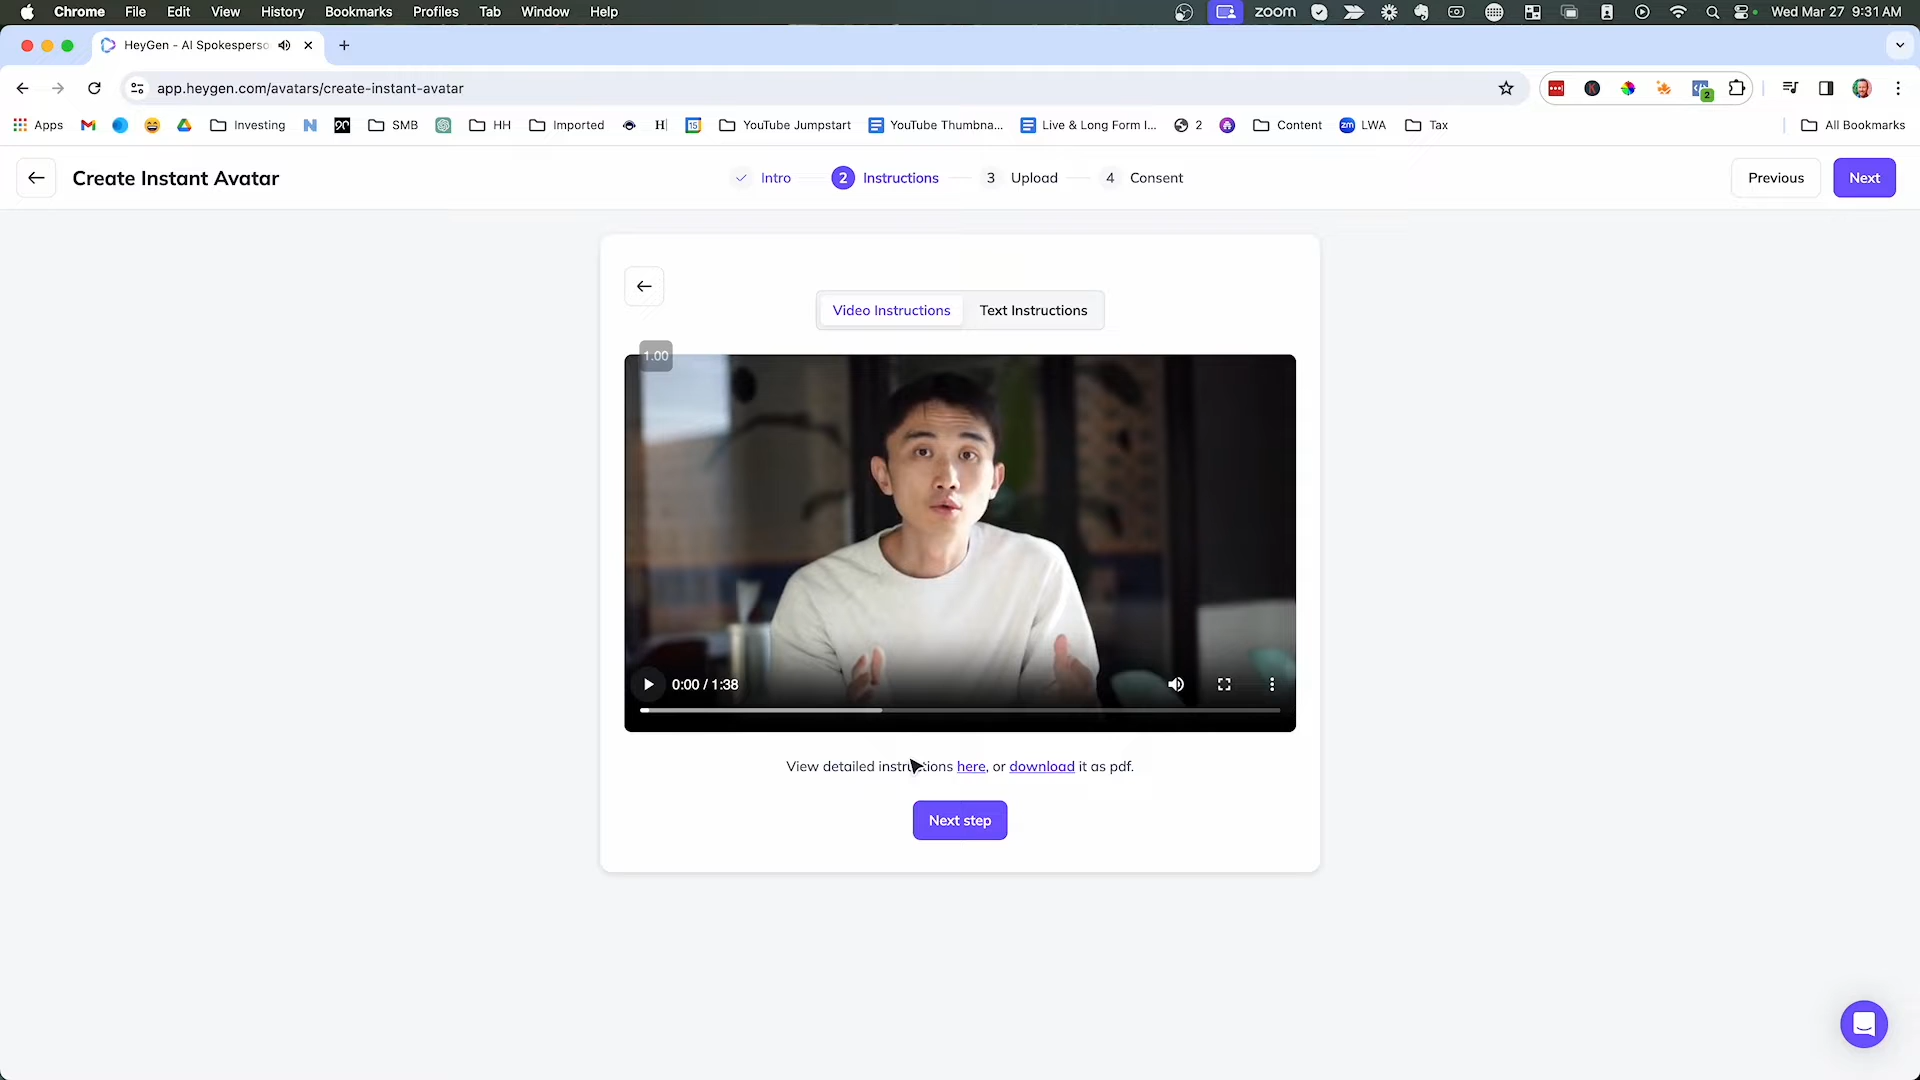 Chrome File Edit View History Bookmarks Profiles Tab Window Help zoom Wed Mar 27 9:31 AM
HeyGen - AI Spokesperso
app.heygen.com/avatars/create-instant-avatar 2
Apps Investing SMB HH Imported H 15 YouTube Jumpstart YouTube Thumbna... Live & Long Form I... 2 Content zm LWA Tax All Bookmarks
Create Instant Avatar Intro 2 Instructions 3 Upload 4 Consent Previous Next
Video Instructions Text Instructions
1.00
0:00 / 1:38
View detailed instructions here, or download it as pdf.
Next step